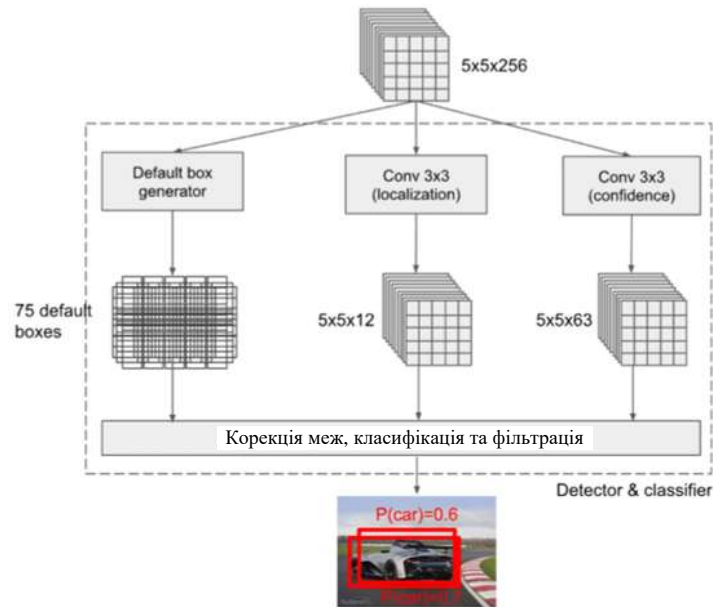 5x5x256
Default box
generator
Conv 3x3
(localization)
Conv 3x3
(confidence)
75 default
boxes
5x5x12
5x5x63
Корекція меж, класифікація та фільтрація
Detector & classifier
P(car)=0.6